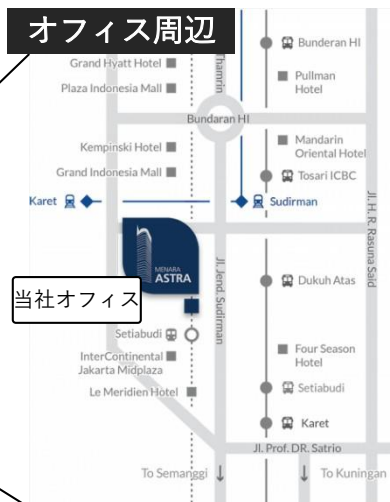 オフィス周辺
Grand Hyatt Hotel
Plaza Indonesia Mall
Thamrin
Bunderan HI
Pullman
Hotel
Bundaran HI
Kempinski Hotel
Grand Indonesia Mall
Mandarin
Oriental Hotel
Tosari ICBC
Karet
Sudirman
Jl. H. R. Rasuna Said
MENARA
ASTRA
当社オフィス
Jl. Jend. Sudirman
Dukuh Atas
Setiabudi
InterContinental
Jakarta Midplaza
Le Meridien Hotel
Four Season
Hotel
Setiabudi
Karet
Jl. Prof. DR. Satrio
To Semanggi
To Kuningan